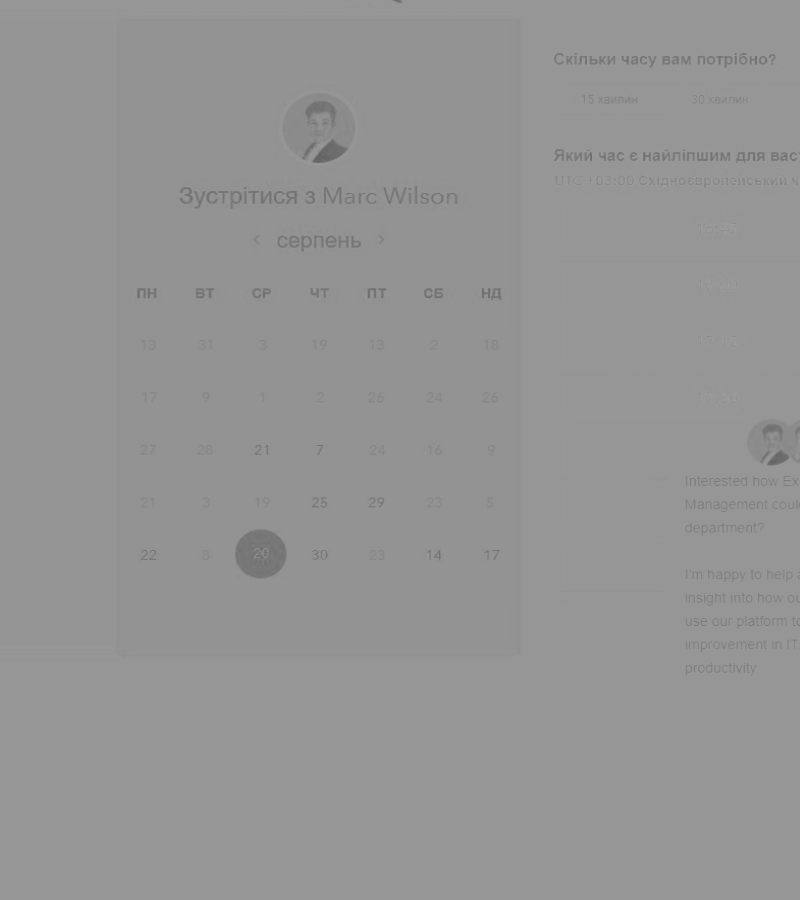 Зустрітися з Marc Wilson
серпень
ПН ВТ СР ЧТ ПТ СБ НД
13 31 3 19 13 2 18
17 9 1 2 26 24 26
27 28 21 7 24 16 9
21 3 19 25 29 23 5
22 8 20 30 23 14 17
Скільки часу вам потрібно?
15 хвилин 30 хвилин
Який час є найліпшим для вас
UTC +03:00 Східноєвропейський ч
Interested how Ex
Management coul
department?
I'm happy to help a
insight into how ou
use our platform to
improvement in IT
productivity.